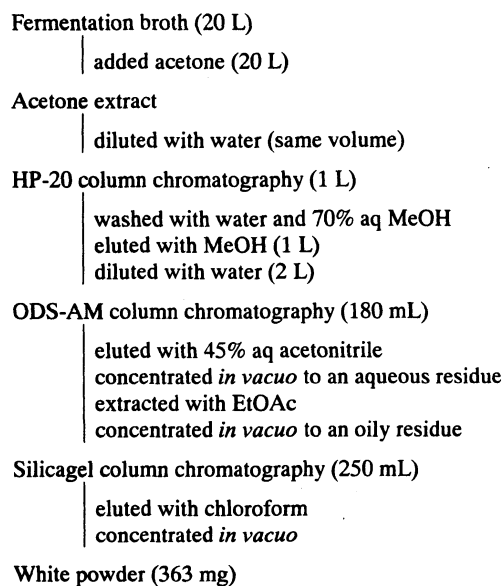 Fermentation broth (20 L)
added acetone (20 L)
Acetone extract
diluted with water (same volume)
HP-20 column chromatography (1 L)
washed with water and 70% aq MeOH
eluted with MeOH (1 L)
diluted with water (2 L)
ODS-AM column chromatography (180 mL)
eluted with 45% aq acetonitrile
concentrated in vacuo to an aqueous residue
extracted with EtOAc
concentrated in vacuo to an oily residue
Silicagel column chromatography (250 mL)
eluted with chloroform
concentrated in vacuo
White powder (363 mg)